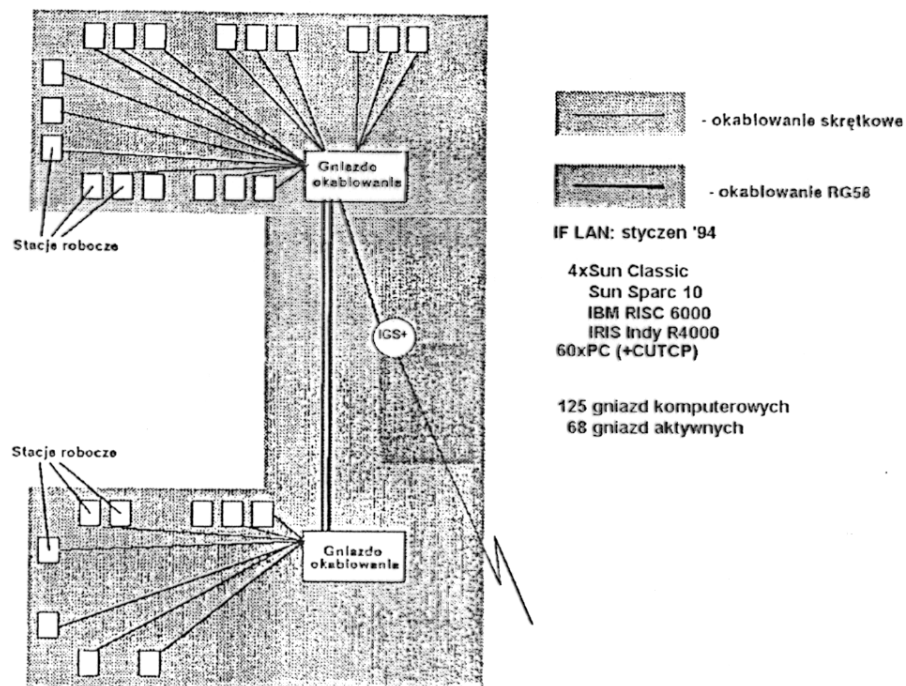 Gniazdo
okablowania
- okablowanie skrętkowe
- okablowanie RG58
Stacje robocze
IF LAN: styczen '94
4xSun Classic
Sun Sparc 10
IBM RISC 6000
IRIS Indy R4000
60xPC (+CUTCP)
IGS+
125 gniazd komputerowych
68 gniazd aktywnych
Stacje robocze
Gniazdo
okablowania